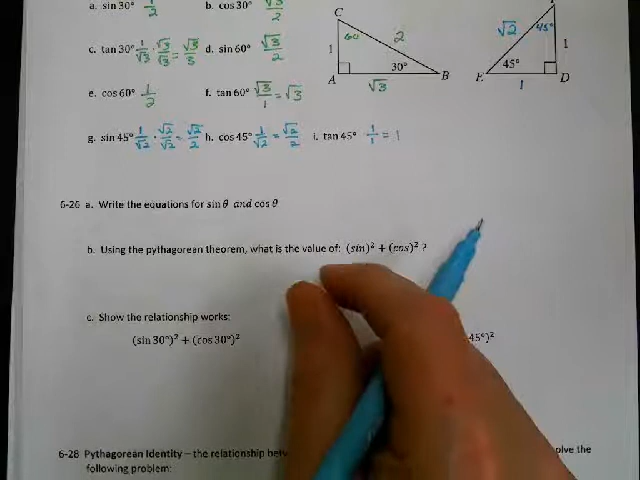 a. sin 30° 1/2 b. cos 30° √3/2
C
1 60 2
30°
A B
√3
√2 45° 1
45°
E D
1
c. tan 30° 1/√3 · √3/√3 = √3/3 d. sin 60° √3/2
e. cos 60° 1/2 f. tan 60° √3/1 = √3
g. sin 45° 1/√2 · √2/√2 = √2/2 h. cos 45° 1/√2 = √2/2 i. tan 45° 1/1 = 1
6-26 a. Write the equations for sin θ and cos θ
b. Using the pythagorean theorem, what is the value of: (sin)² + (cos)² ?
c. Show the relationship works:
(sin 30°)² + (cos 30°)² 45°)²
6-28 Pythagorean Identity – the relationship olve the
following problem: